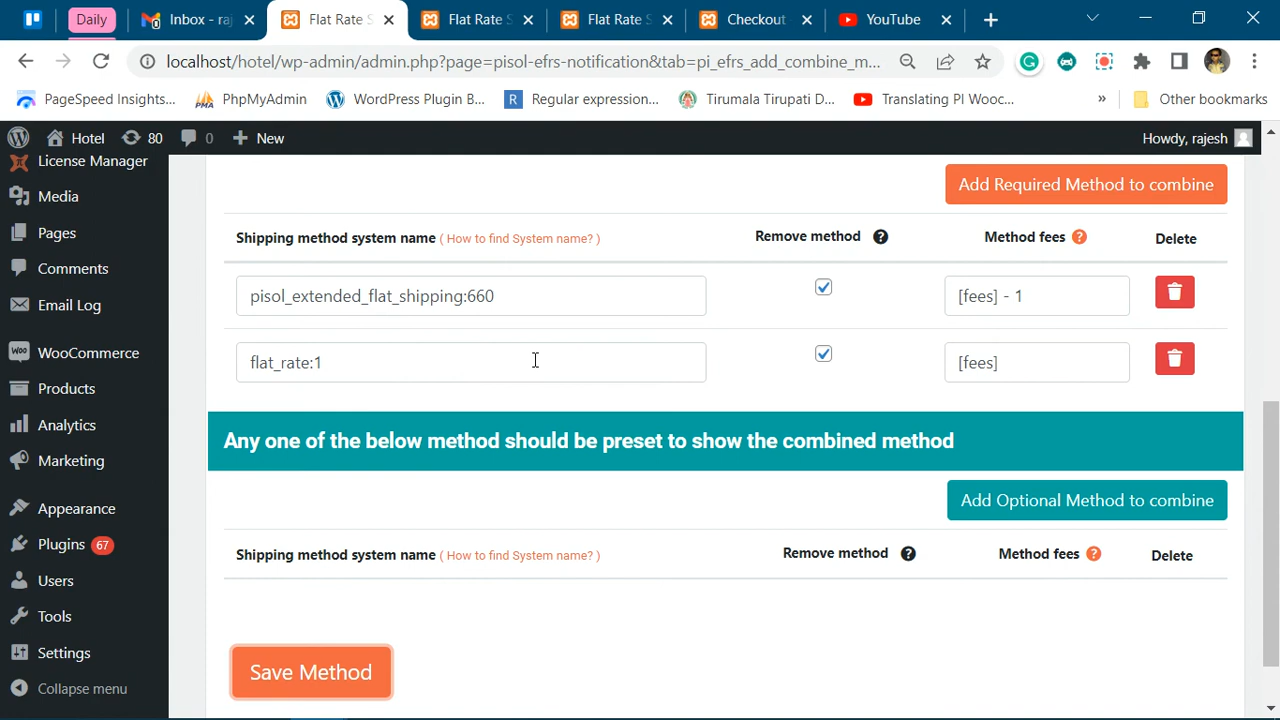 Daily
Inbox - raj
Flat Rate S
Flat Rate S
Flat Rate S
Checkout
YouTube
localhost/hotel/wp-admin/admin.php?page=pisol-efrs-notification&tab=pi_efrs_add_combine_m...
PageSpeed Insights...
PhpMyAdmin
WordPress Plugin B...
Regular expression...
Tirumala Tirupati D...
Translating PI Wooc...
»
Other bookmarks
Hotel
80
0
New
Howdy, rajesh
License Manager
Media
Pages
Comments
Email Log
WooCommerce
Products
Analytics
Marketing
Appearance
Plugins 67
Users
Tools
Settings
Collapse menu
Add Required Method to combine
Shipping method system name ( How to find System name? )
Remove method ?
Method fees ?
Delete
pisol_extended_flat_shipping:660
[fees] - 1
flat_rate:1
[fees]
Any one of the below method should be preset to show the combined method
Add Optional Method to combine
Shipping method system name ( How to find System name? )
Remove method ?
Method fees ?
Delete
Save Method